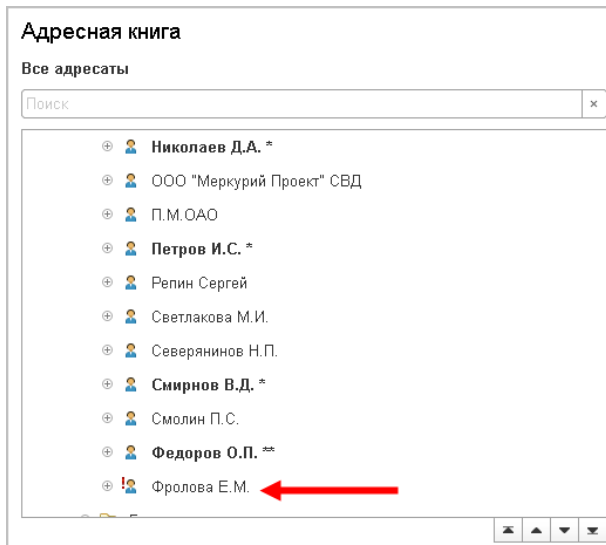 Адресная книга
Все адресаты
Поиск
Николаев Д.А. *
ООО "Меркурий Проект" СВД
П.М.ОАО
Петров И.С. *
Репин Сергей
Светлакова М.И.
Северянинов Н.П.
Смирнов В.Д. *
Смолин П.С.
Федоров О.П. **
Фролова Е.М.